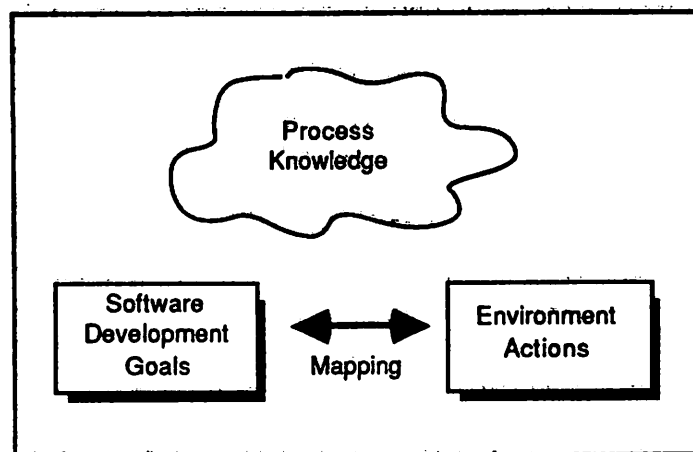 Process
Knowledge
Software
Development
Goals
Mapping
Environment
Actions